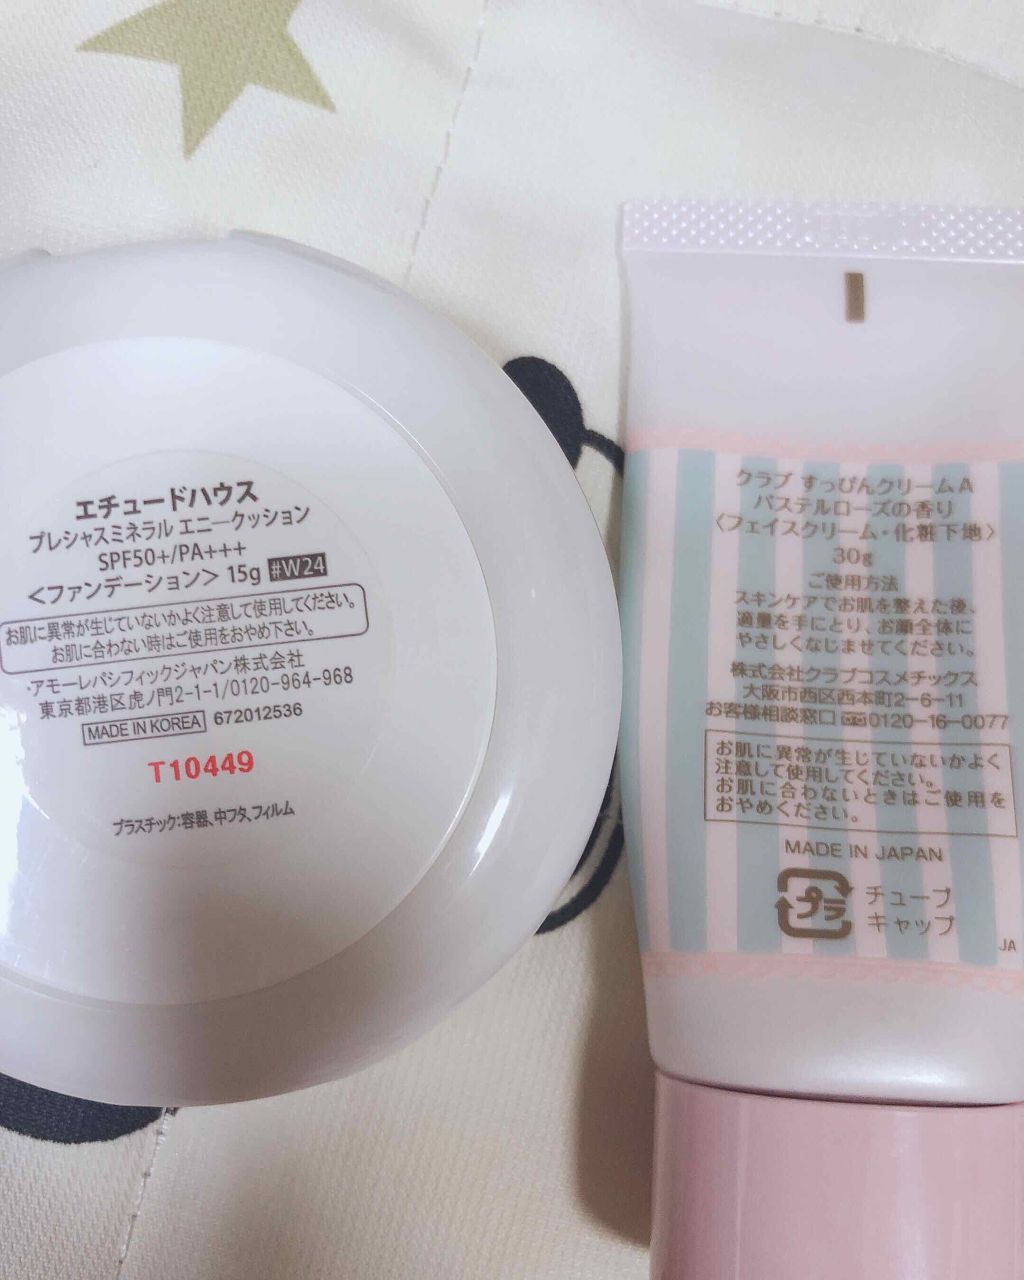 エチュードハウス
プレシャスミネラル エニークッション
SPF50+/PA+++
<ファンデーション> 15g #W24
お肌に異常が生じていないかよく注意して使用してください。
お肌に合わない時はご使用をおやめ下さい。
・アモーレパシフィックジャパン株式会社
東京都港区虎ノ門2-1-1/0120-964-968
MADE IN KOREA 672012536
T10449
プラスチック:容器、中フタ、フィルム
クラブ すっぴんクリームA
パステルローズの香り
〈フェイスクリーム・化粧下地〉
30g
ご使用方法
スキンケアでお肌を整えた後、
適量を手にとり、お顔全体に
やさしくなじませてください。
株式会社クラブコスメチックス
大阪市西区西本町2-6-11
お客様相談窓口 0120-16-0077
お肌に異常が生じていないかよく
注意して使用してください。
お肌に合わないときはご使用を
おやめください。
MADE IN JAPAN
プラ チューブ
キャップ
JA